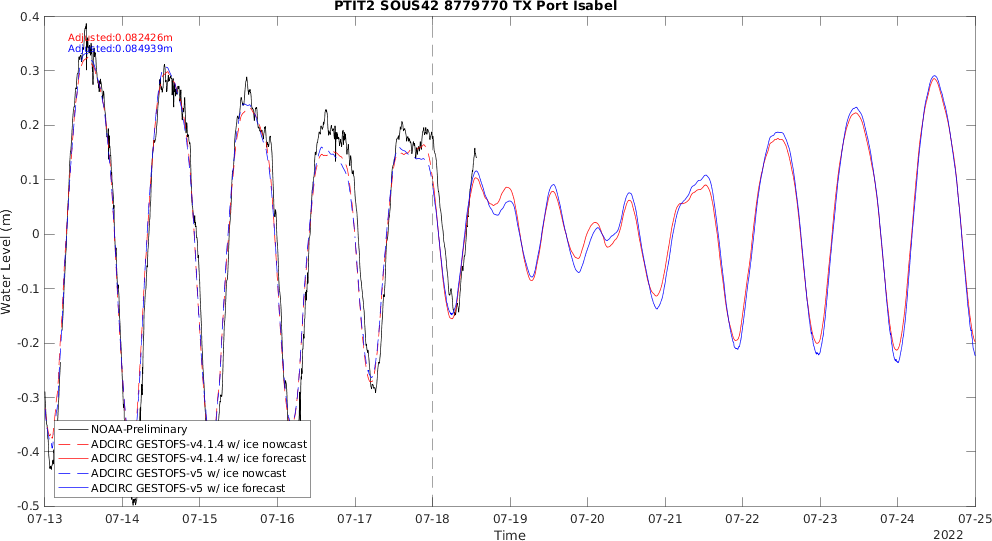 PTIT2 SOUS42 8779770 TX Port Isabel
Adjusted:0.082426m
Adjusted:0.084939m
Water Level (m)
0.4
0.3
0.2
0.1
0
-0.1
-0.2
-0.3
-0.4
-0.5
NOAA-Preliminary
ADCIRC GESTOFS-v4.1.4 w/ ice nowcast
ADCIRC GESTOFS-v4.1.4 w/ ice forecast
ADCIRC GESTOFS-v5 w/ ice nowcast
ADCIRC GESTOFS-v5 w/ ice forecast
07-13 07-14 07-15 07-16 07-17 07-18 07-19 07-20 07-21 07-22 07-23 07-24 07-25
Time
2022